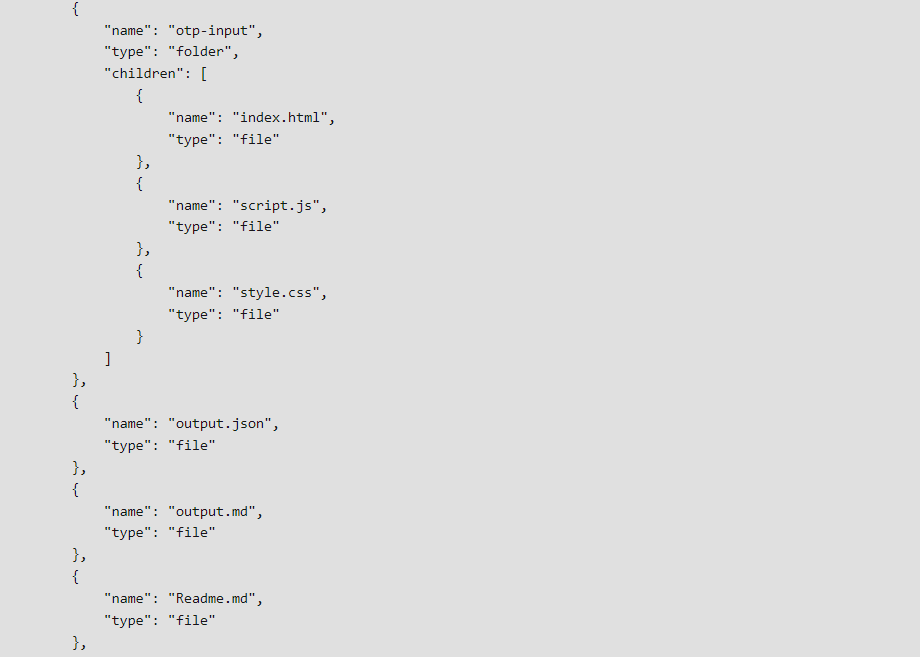 {
"name": "otp-input",
"type": "folder",
"children": [
{
"name": "index.html",
"type": "file"
},
{
"name": "script.js",
"type": "file"
},
{
"name": "style.css",
"type": "file"
}
]
},
{
"name": "output.json",
"type": "file"
},
{
"name": "output.md",
"type": "file"
},
{
"name": "Readme.md",
"type": "file"
},